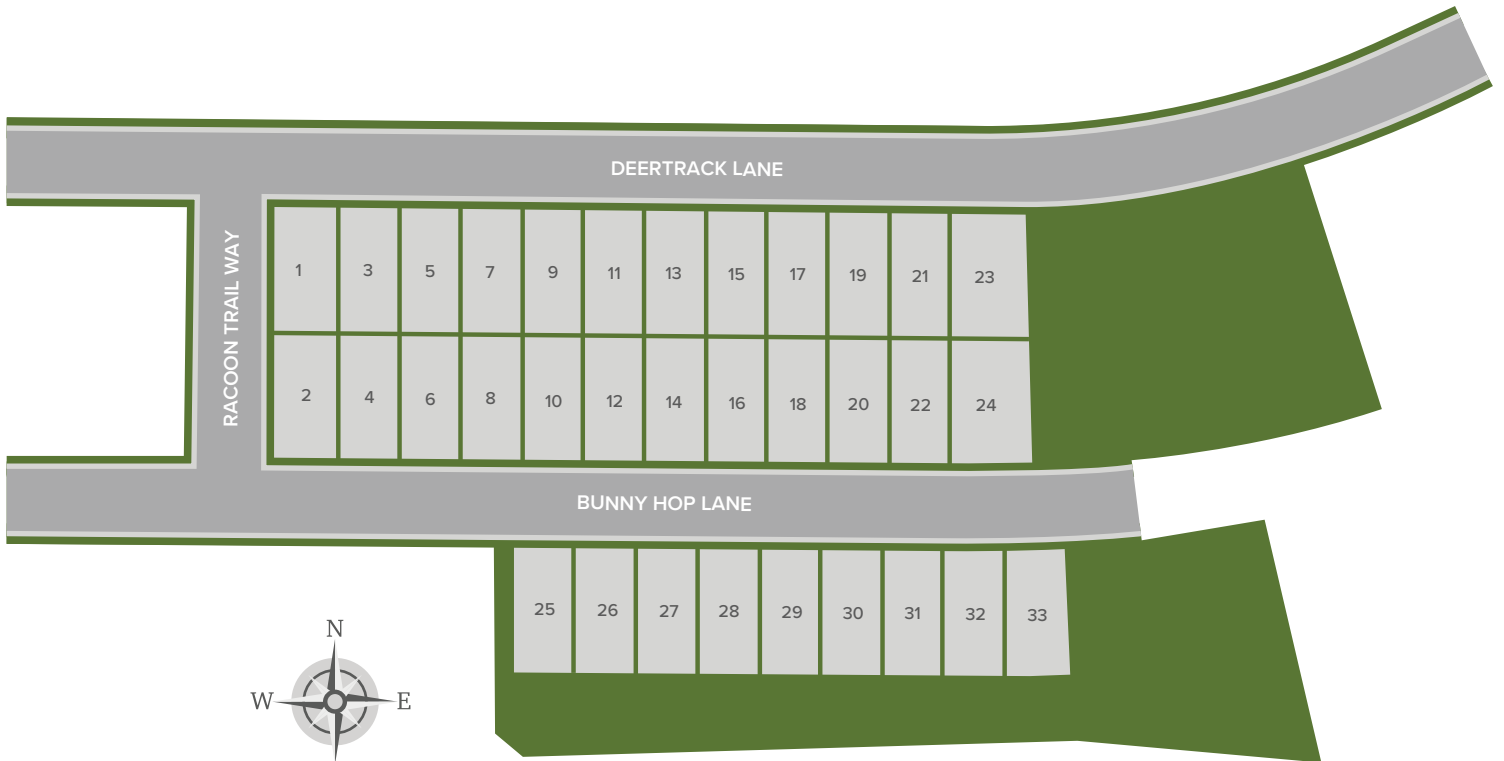 DEERTRACK LANE
RACOON TRAIL WAY
1 3 5 7 9 11 13 15 17 19 21 23
2 4 6 8 10 12 14 16 18 20 22 24
BUNNY HOP LANE
25 26 27 28 29 30 31 32 33
N
W E